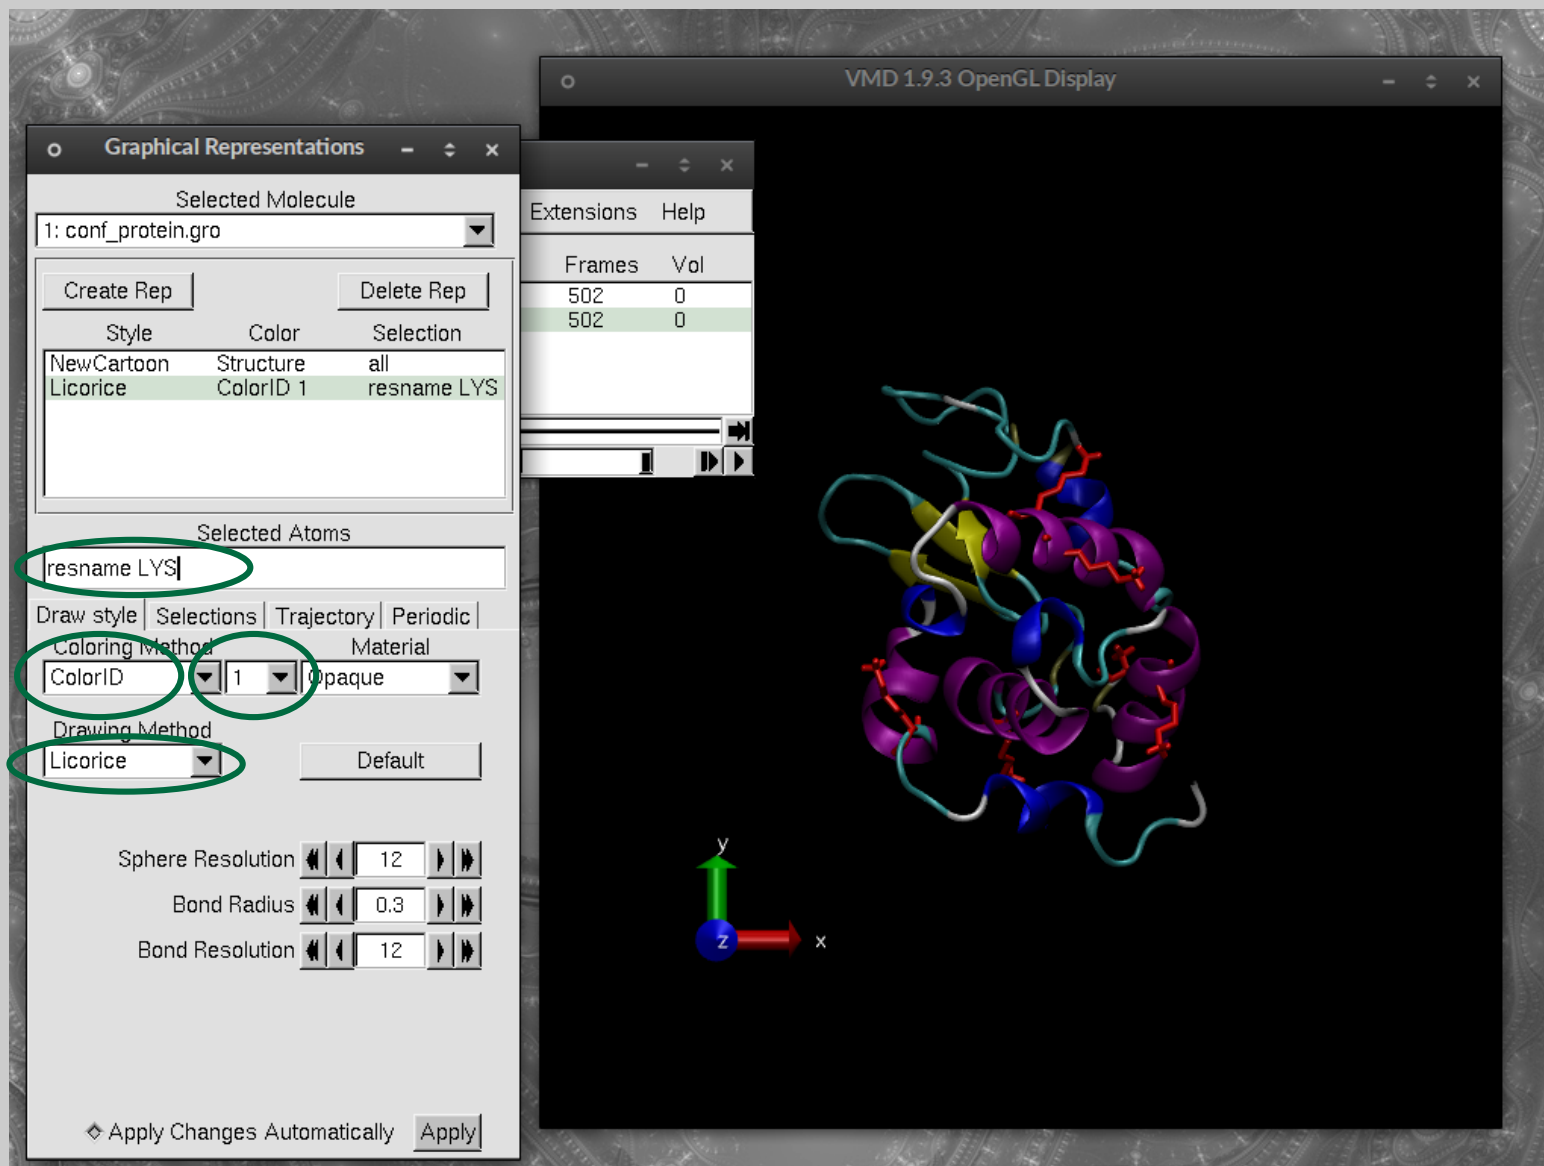 VMD 1.9.3 OpenGL Display
Graphical Representations
Selected Molecule
1: conf_protein.gro
Create Rep Delete Rep
Style Color Selection
NewCartoon Structure all
Licorice ColorID 1 resname LYS
Selected Atoms
resname LYS
Draw style Selections Trajectory Periodic
Coloring Method Material
ColorID 1 Opaque
Drawing Method
Licorice Default
Sphere Resolution 12
Bond Radius 0.3
Bond Resolution 12
Apply Changes Automatically Apply
Extensions Help
Frames Vol
502 0
502 0
y
z x